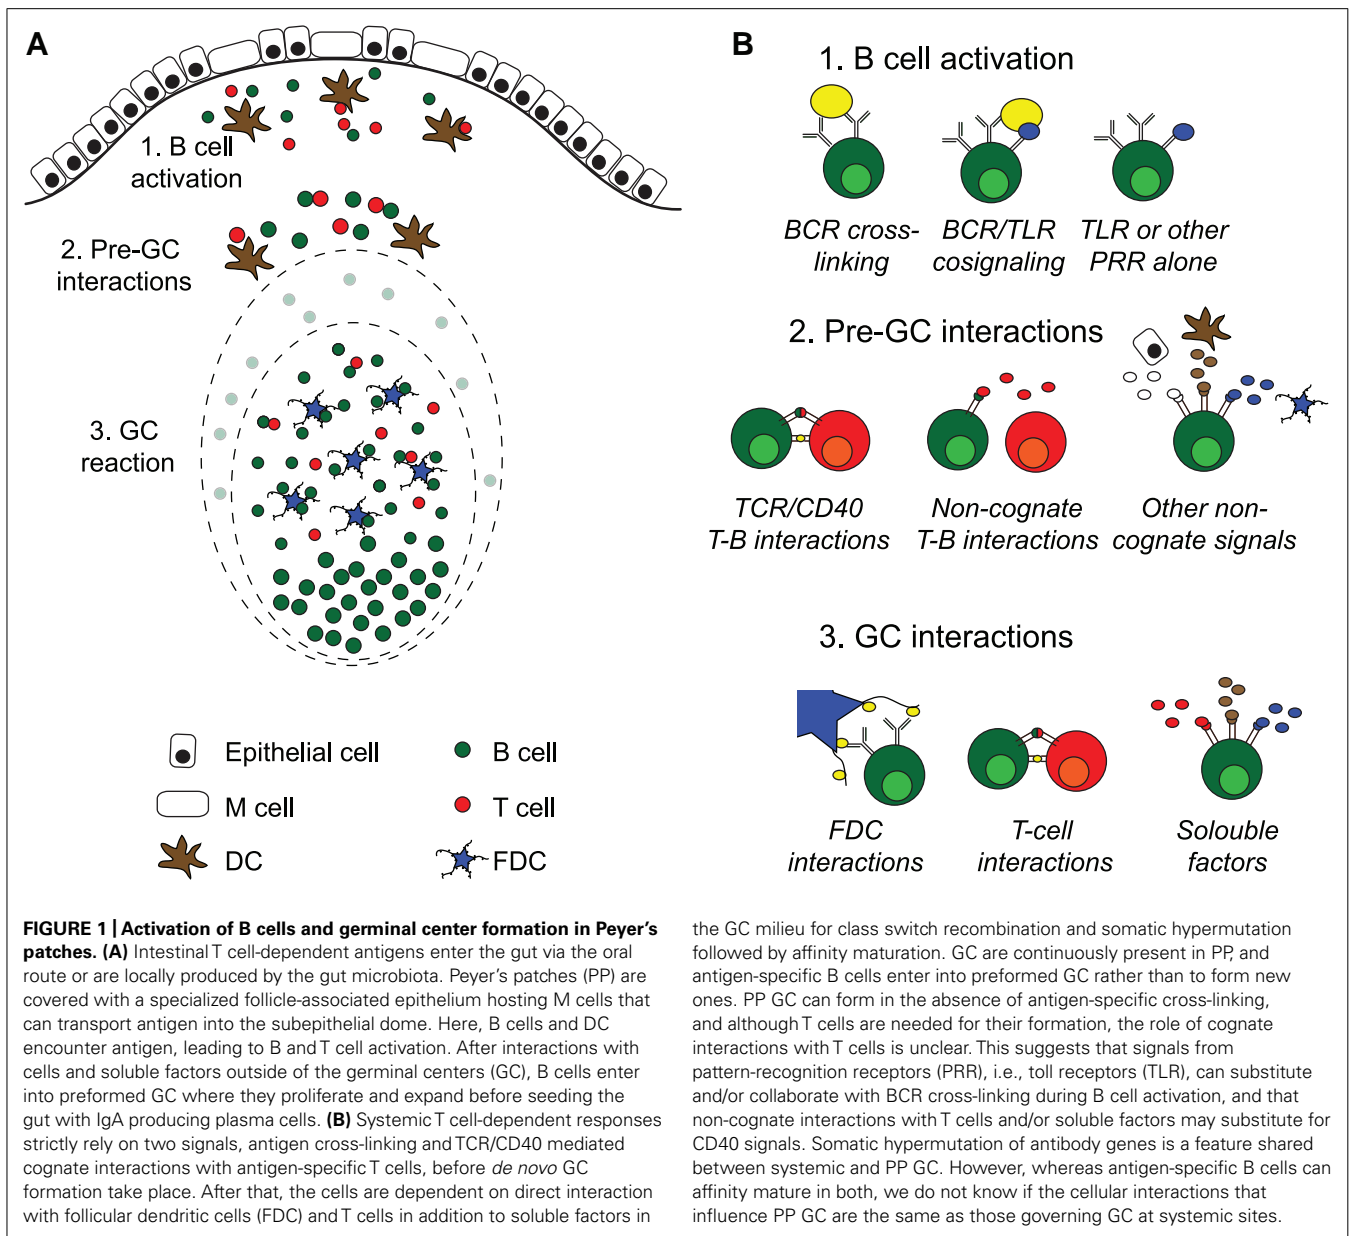 A
1. B cell
activation
2. Pre-GC
interactions
3. GC
reaction
Epithelial cell
M cell
DC
B cell
T cell
FDC
B
1. B cell activation
BCR cross-
linking
BCR/TLR
cosignaling
TLR or other
PRR alone
2. Pre-GC interactions
TCR/CD40
T-B interactions
Non-cognate
T-B interactions
Other non-
cognate signals
3. GC interactions
FDC
interactions
T-cell
interactions
Solouble
factors
FIGURE 1 | Activation of B cells and germinal center formation in Peyer's
patches. (A) Intestinal T cell-dependent antigens enter the gut via the oral
route or are locally produced by the gut microbiota. Peyer's patches (PP) are
covered with a specialized follicle-associated epithelium hosting M cells that
can transport antigen into the subepithelial dome. Here, B cells and DC
encounter antigen, leading to B and T cell activation. After interactions with
cells and soluble factors outside of the germinal centers (GC), B cells enter
into preformed GC where they proliferate and expand before seeding the
gut with IgA producing plasma cells. (B) Systemic T cell-dependent responses
strictly rely on two signals, antigen cross-linking and TCR/CD40 mediated
cognate interactions with antigen-specific T cells, before de novo GC
formation take place. After that, the cells are dependent on direct interaction
with follicular dendritic cells (FDC) and T cells in addition to soluble factors in
the GC milieu for class switch recombination and somatic hypermutation
followed by affinity maturation. GC are continuously present in PP, and
antigen-specific B cells enter into preformed GC rather than to form new
ones. PP GC can form in the absence of antigen-specific cross-linking,
and although T cells are needed for their formation, the role of cognate
interactions with T cells is unclear. This suggests that signals from
pattern-recognition receptors (PRR), i.e., toll receptors (TLR), can substitute
and/or collaborate with BCR cross-linking during B cell activation, and that
non-cognate interactions with T cells and/or soluble factors may substitute for
CD40 signals. Somatic hypermutation of antibody genes is a feature shared
between systemic and PP GC. However, whereas antigen-specific B cells can
affinity mature in both, we do not know if the cellular interactions that
influence PP GC are the same as those governing GC at systemic sites.